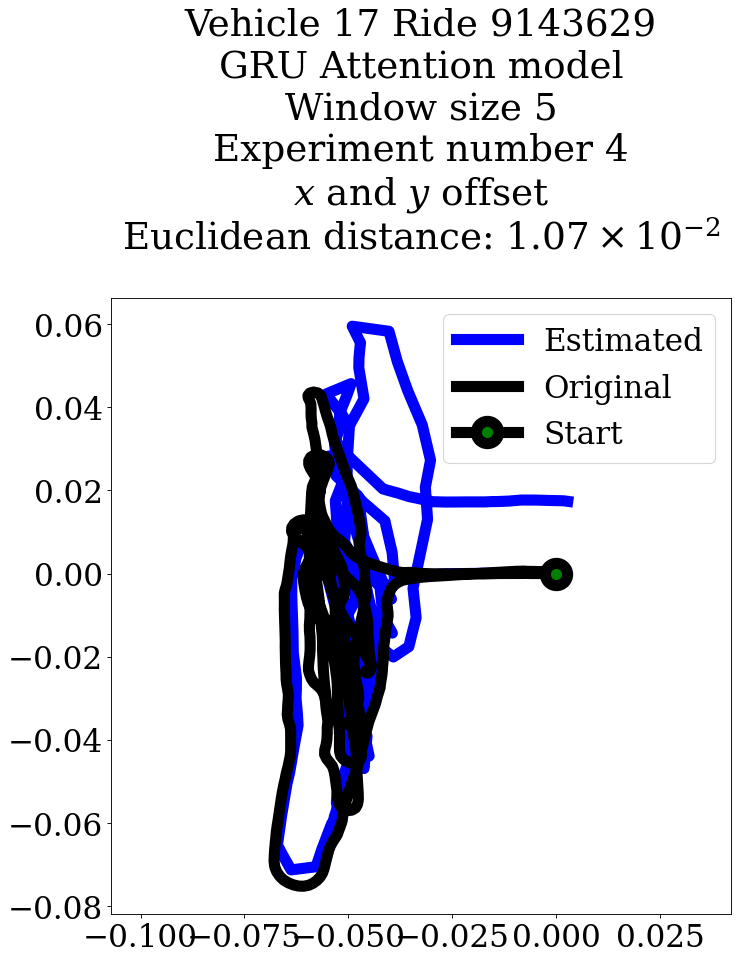 Vehicle 17 Ride 9143629
GRU Attention model
Window size 5
Experiment number 4
x and y offset
Euclidean distance: 1.07 × 10⁻²
Estimated
Original
Start
0.06
0.04
0.02
0.00
−0.02
−0.04
−0.06
−0.08
−0.100 −0.075 −0.050 −0.025 0.000 0.025